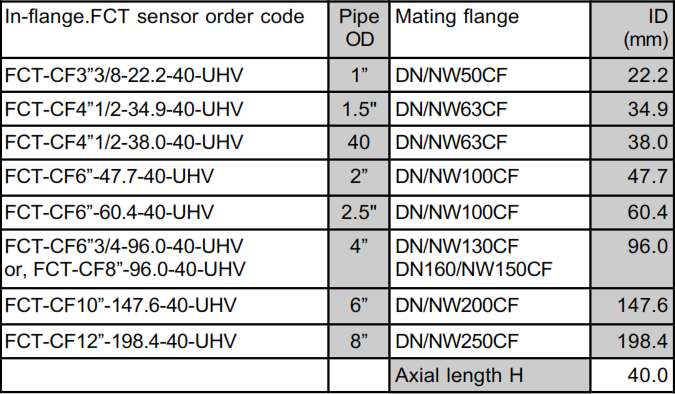 In-flange.FCT sensor order code Pipe OD Mating flange ID (mm)
FCT-CF3”3/8-22.2-40-UHV 1” DN/NW50CF 22.2
FCT-CF4”1/2-34.9-40-UHV 1.5" DN/NW63CF 34.9
FCT-CF4”1/2-38.0-40-UHV 40 DN/NW63CF 38.0
FCT-CF6”-47.7-40-UHV 2” DN/NW100CF 47.7
FCT-CF6”-60.4-40-UHV 2.5" DN/NW100CF 60.4
FCT-CF6”3/4-96.0-40-UHV 4” DN/NW130CF 96.0
or, FCT-CF8”-96.0-40-UHV DN160/NW150CF
FCT-CF10”-147.6-40-UHV 6” DN/NW200CF 147.6
FCT-CF12”-198.4-40-UHV 8” DN/NW250CF 198.4
Axial length H 40.0